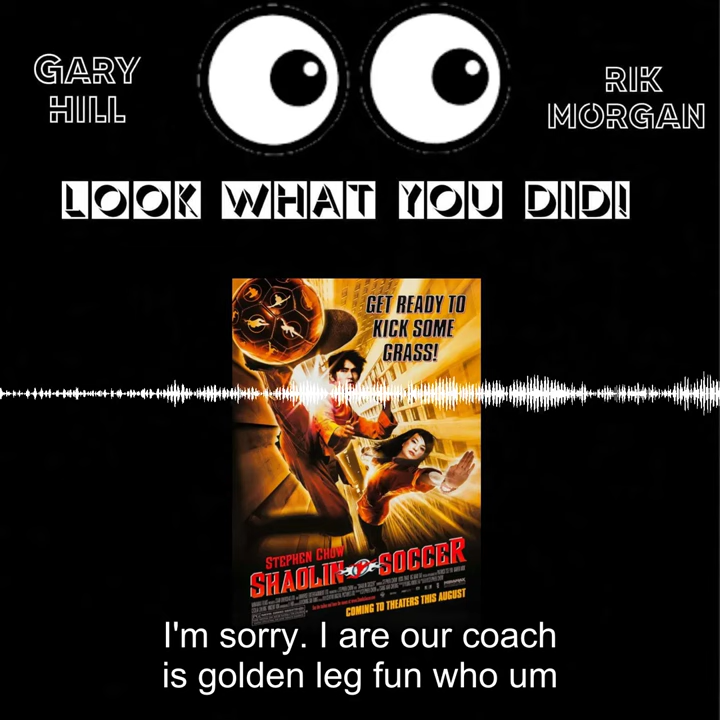 GARY
HILL
RIK
MORGAN
LOOK WHAT YOU DID!
GET READY TO
KICK SOME
GRASS!
STEPHEN CHOW
SHAOLIN SOCCER
COMING TO THEATERS THIS AUGUST
I'm sorry. I are our coach
is golden leg fun who um